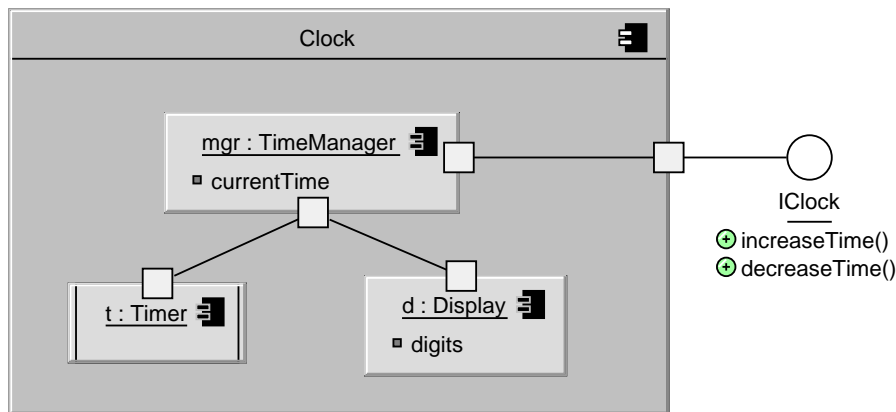 Clock
mgr : TimeManager
currentTime
IClock
increaseTime()
decreaseTime()
t : Timer
d : Display
digits